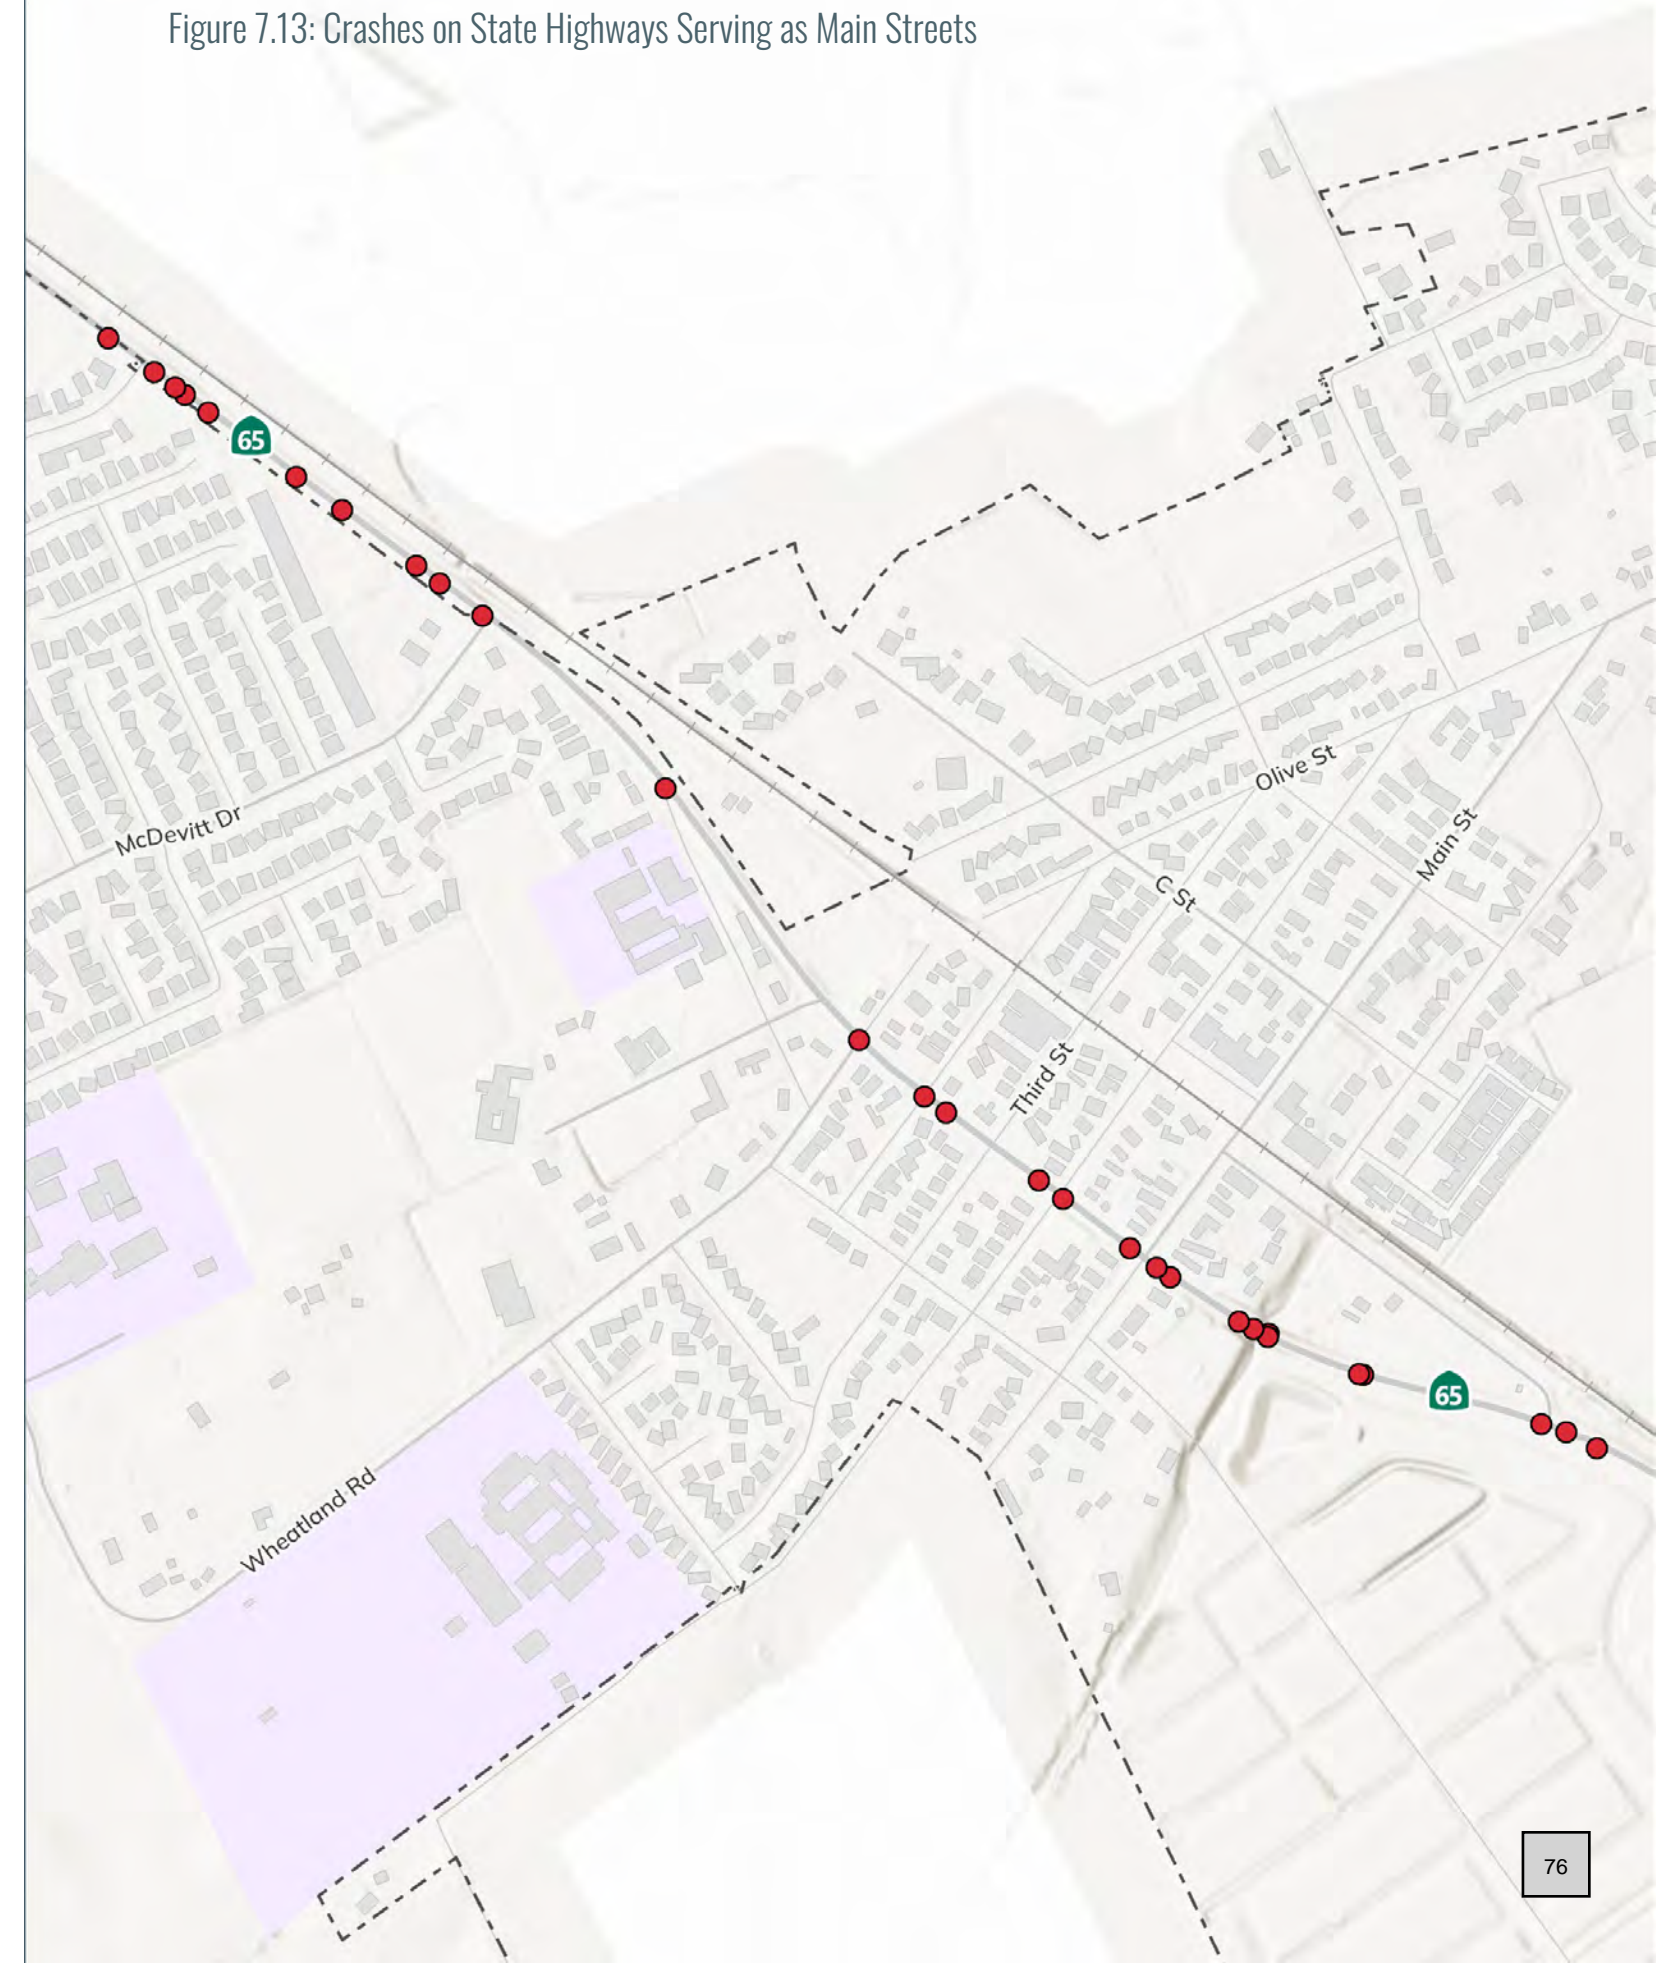 Figure 7.13: Crashes on State Highways Serving as Main Streets
65
Olive St
McDevitt Dr
Main St
C St
Third St
65
Wheatland Rd
76